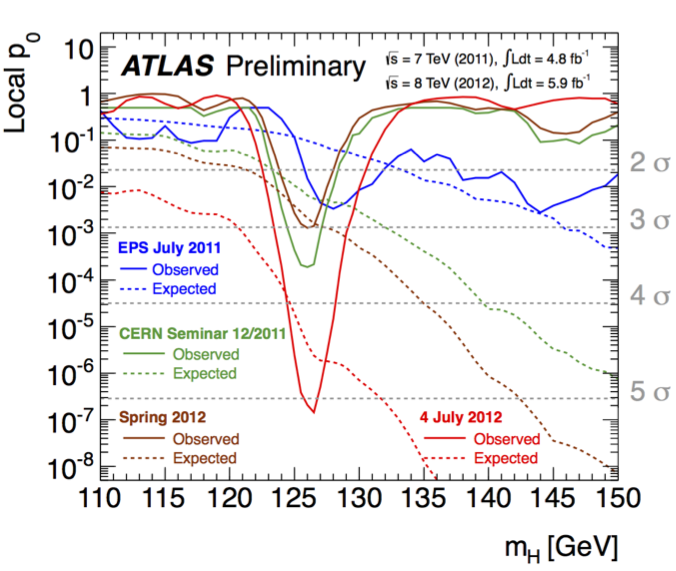 Local p₀
ATLAS Preliminary
√s = 7 TeV (2011), ∫Ldt = 4.8 fb⁻¹
√s = 8 TeV (2012), ∫Ldt = 5.9 fb⁻¹
10
1
10⁻¹
10⁻²
10⁻³
10⁻⁴
10⁻⁵
10⁻⁶
10⁻⁷
10⁻⁸
2 σ
3 σ
4 σ
5 σ
EPS July 2011
Observed
Expected
CERN Seminar 12/2011
Observed
Expected
Spring 2012
Observed
Expected
4 July 2012
Observed
Expected
110 115 120 125 130 135 140 145 150
m_H [GeV]